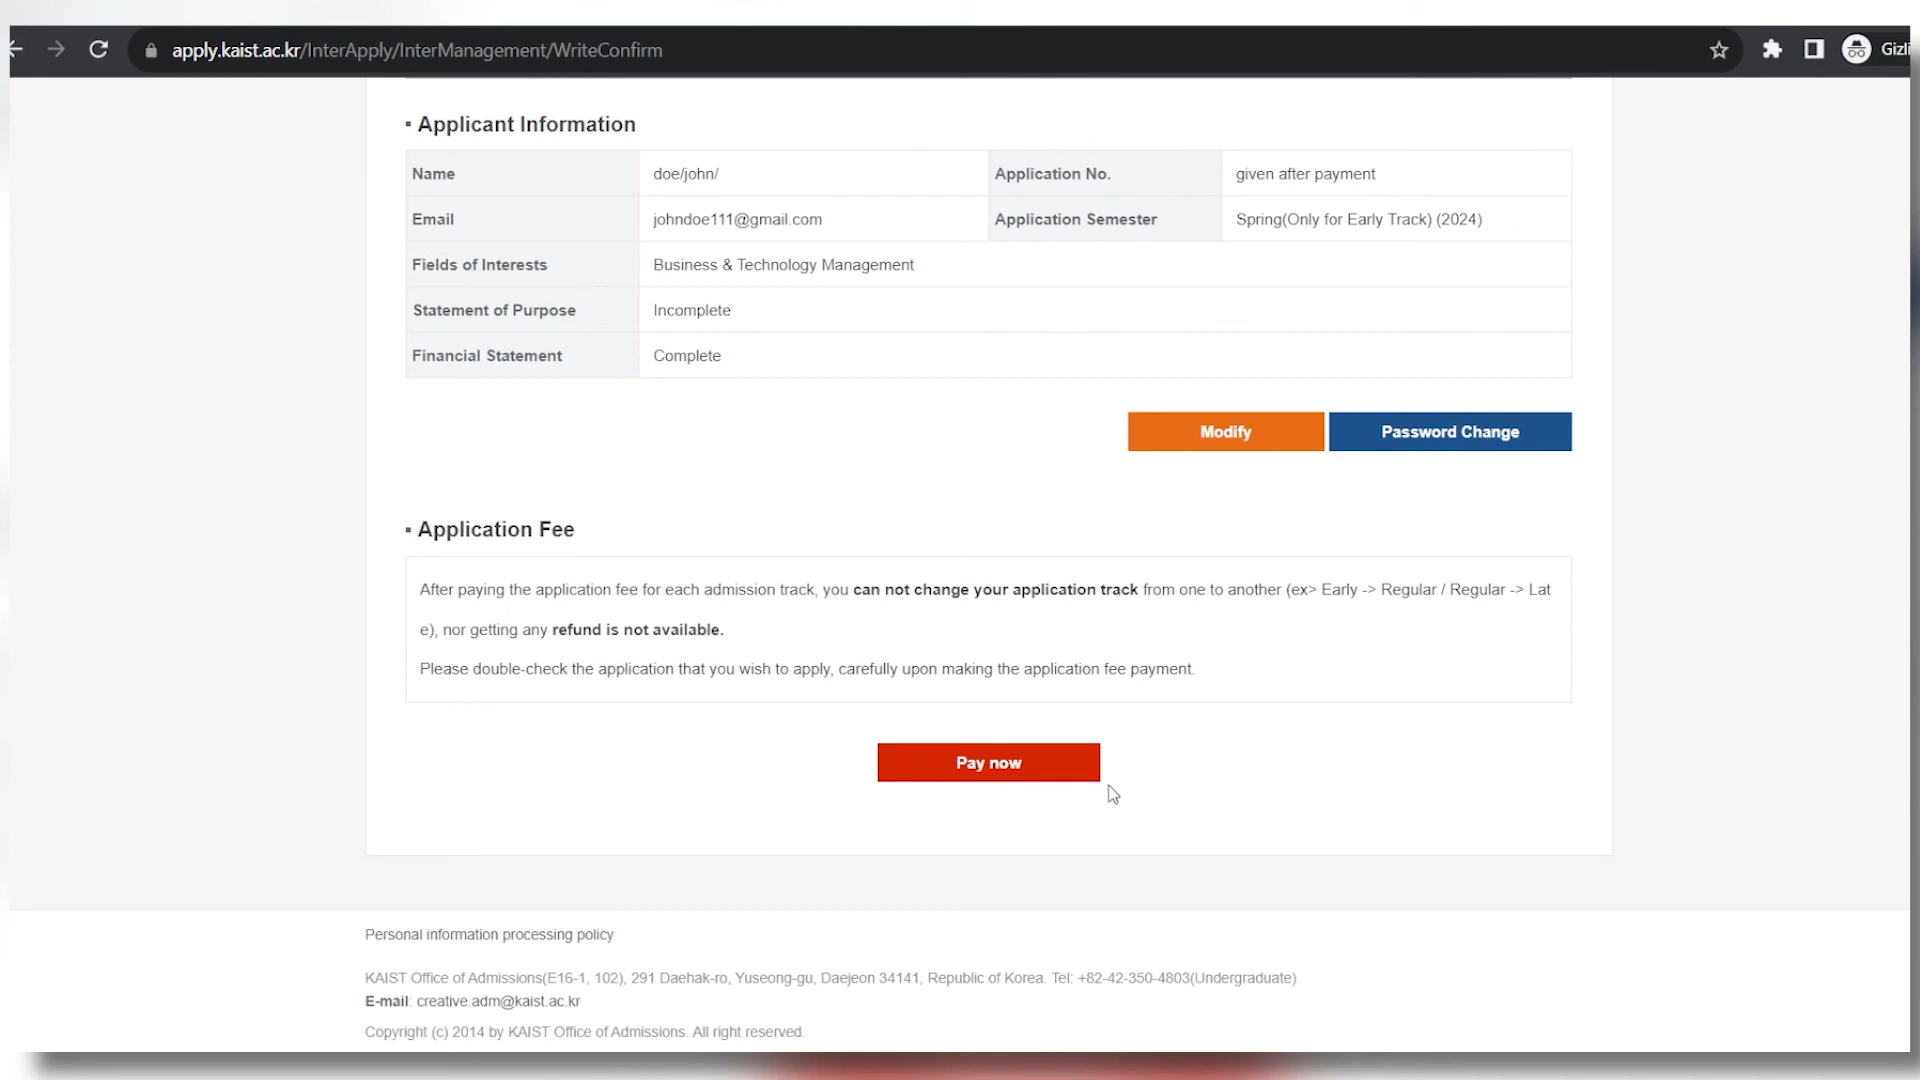 apply.kaist.ac.kr/InterApply/InterManagement/WriteConfirm
Gizli
Applicant Information
Name doe/john/ Application No. given after payment
Email johndoe111@gmail.com Application Semester Spring(Only for Early Track) (2024)
Fields of Interests Business & Technology Management
Statement of Purpose Incomplete
Financial Statement Complete
Modify Password Change
Application Fee
After paying the application fee for each admission track, you can not change your application track from one to another (ex> Early -> Regular / Regular -> Lat
e), nor getting any refund is not available.
Please double-check the application that you wish to apply, carefully upon making the application fee payment.
Pay now
Personal information processing policy
KAIST Office of Admissions(E16-1, 102), 291 Daehak-ro, Yuseong-gu, Daejeon 34141, Republic of Korea. Tel: +82-42-350-4803(Undergraduate)
E-mail: creative.adm@kaist.ac.kr
Copyright (c) 2014 by KAIST Office of Admissions. All right reserved.